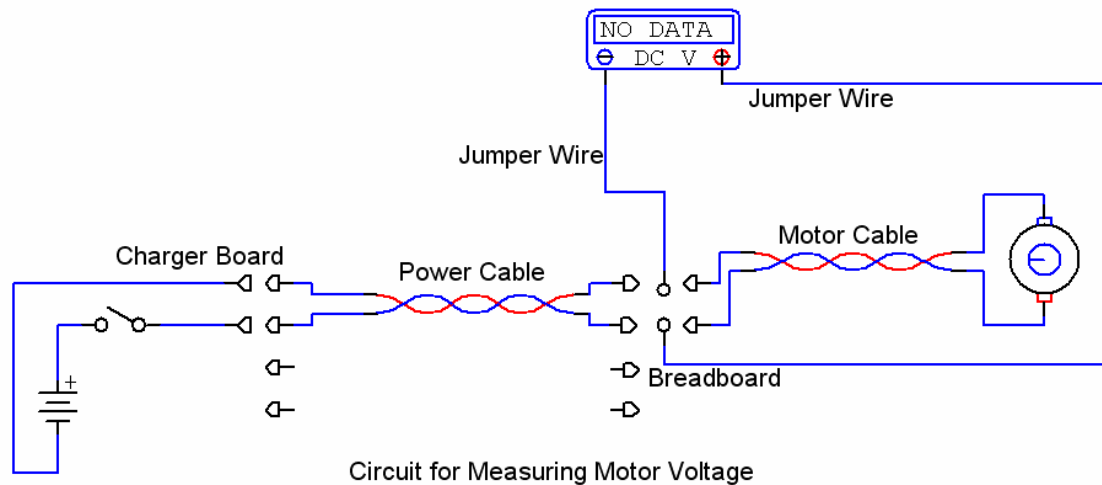 NO DATA
DC V
Jumper Wire
Jumper Wire
Charger Board
Power Cable
Motor Cable
+
Breadboard
Circuit for Measuring Motor Voltage